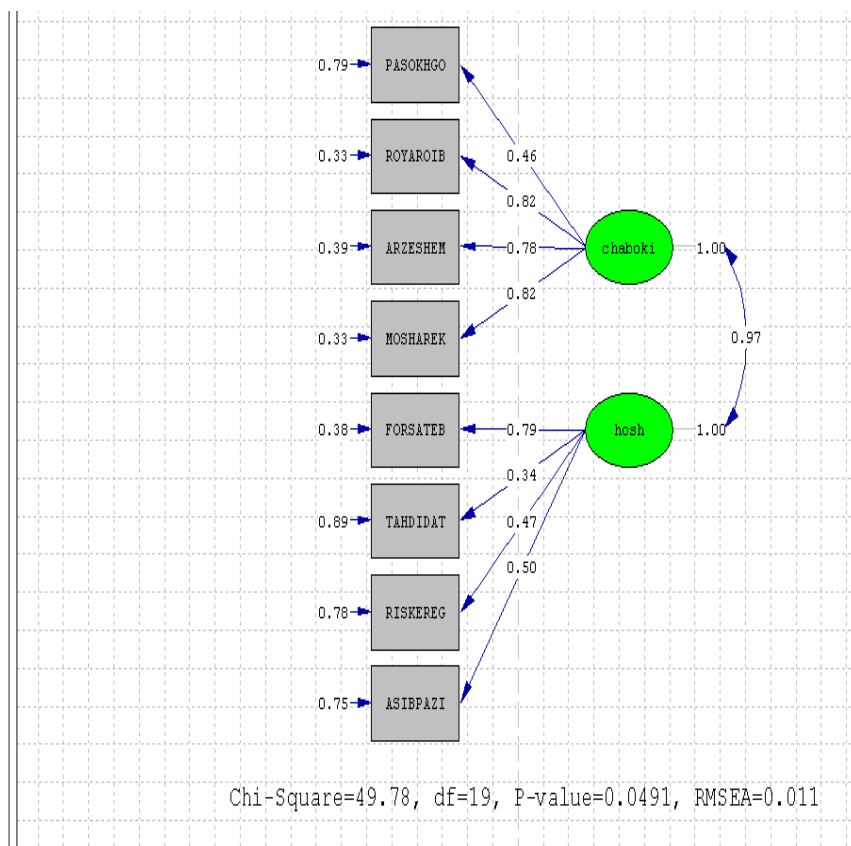 0.79 PASOKHGO
0.46
0.33 ROYAROIB
0.82
0.39 ARZESHEM 0.78 chaboki 1.00
0.82
0.33 MOSHAREK 0.97
0.38 FORSATEB 0.79 hosh 1.00
0.34
0.89 TAHDIDAT 0.47
0.50
0.78 RISKEREG
0.75 ASIBPAZI
Chi-Square=49.78, df=19, P-value=0.0491, RMSEA=0.011